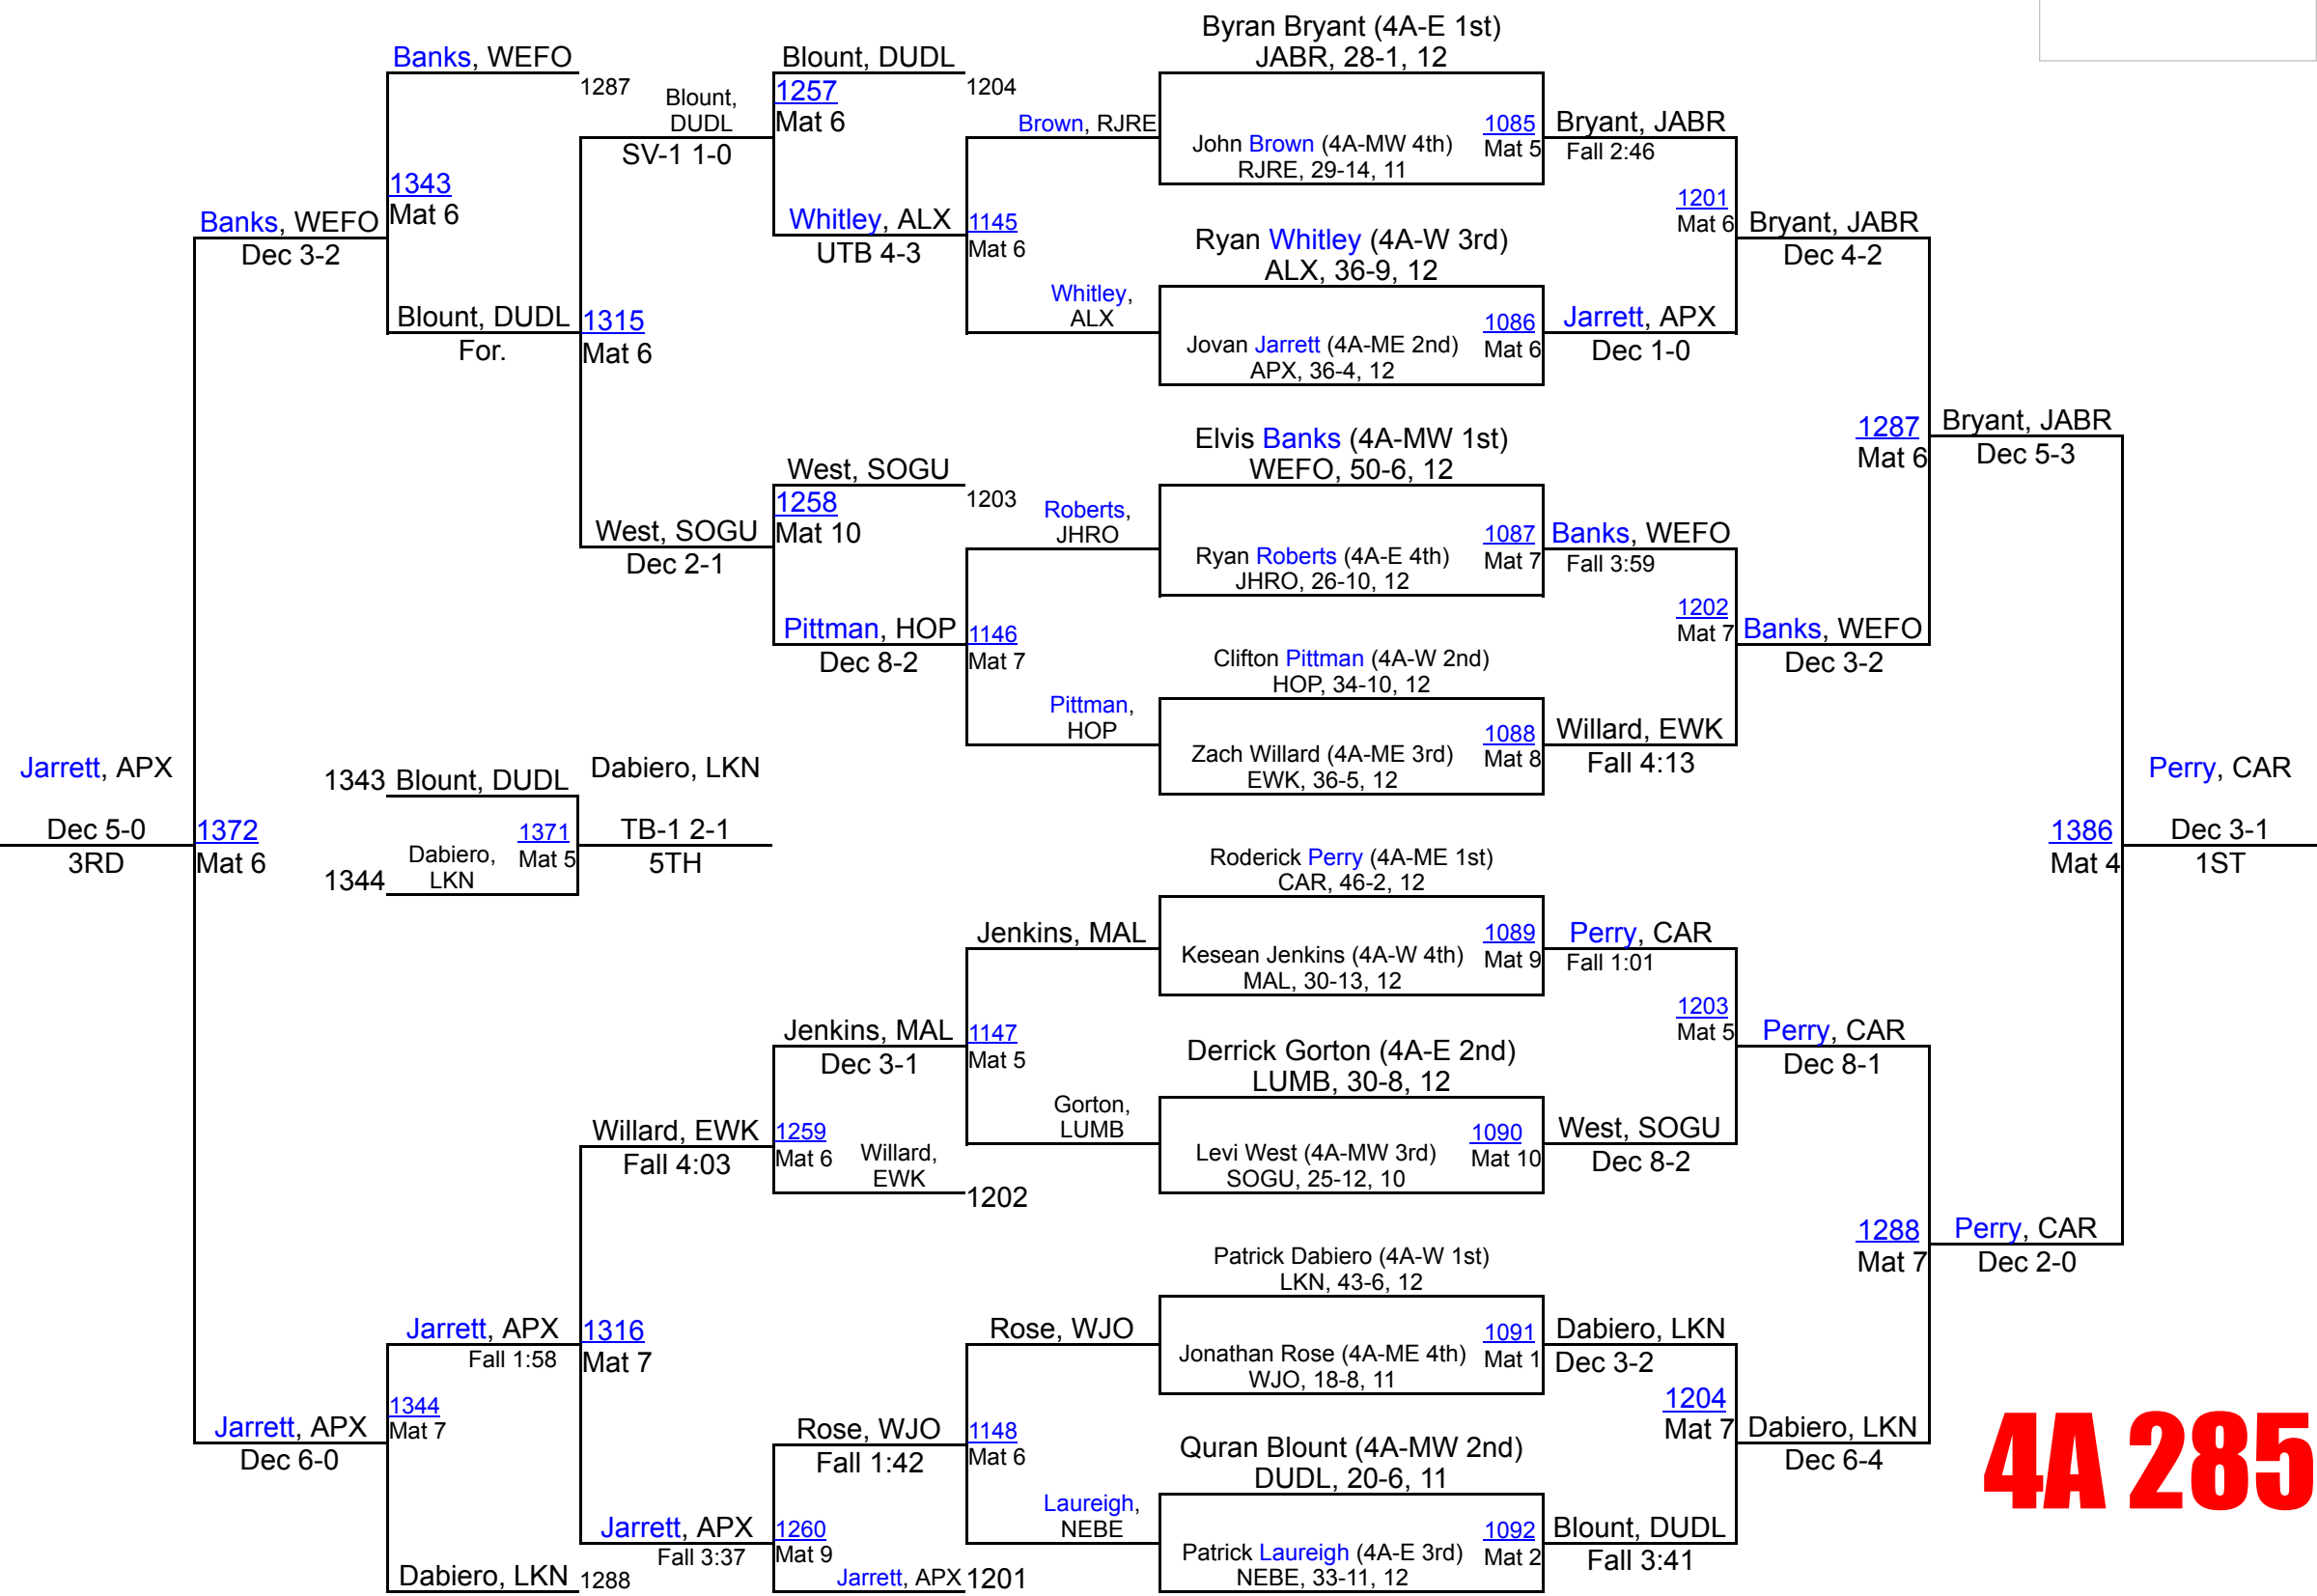 Banks, WEFO
1287
1343
Mat 6
Banks, WEFO
Dec 3-2
Blount, DUDL
For.
Blount,
DUDL
SV-1 1-0
1315
Mat 6
West, SOGU
Dec 2-1
Blount, DUDL
1204
1257
Mat 6
Whitley, ALX
UTB 4-3
West, SOGU
1203
1258
Mat 10
Pittman, HOP
Dec 8-2
Brown, RJRE
1145
Mat 6
Whitley,
ALX
Roberts,
JHRO
1146
Mat 7
Pittman,
HOP
Byran Bryant (4A-E 1st)
JABR, 28-1, 12
John Brown (4A-MW 4th)
RJRE, 29-14, 11
1085
Mat 5
Ryan Whitley (4A-W 3rd)
ALX, 36-9, 12
Jovan Jarrett (4A-ME 2nd)
APX, 36-4, 12
1086
Mat 6
Elvis Banks (4A-MW 1st)
WEFO, 50-6, 12
Ryan Roberts (4A-E 4th)
JHRO, 26-10, 12
1087
Mat 7
Clifton Pittman (4A-W 2nd)
HOP, 34-10, 12
Zach Willard (4A-ME 3rd)
EWK, 36-5, 12
1088
Mat 8
Bryant, JABR
Fall 2:46
1201
Mat 6
Jarrett, APX
Dec 1-0
Bryant, JABR
Dec 4-2
Banks, WEFO
Fall 3:59
1202
Mat 7
Willard, EWK
Fall 4:13
Banks, WEFO
Dec 3-2
1287
Mat 6
Bryant, JABR
Dec 5-3
Jarrett, APX
Dec 5-0
3RD
1372
Mat 6
1343 Blount, DUDL
Dabiero,
LKN
1344
1371
Mat 5
Dabiero, LKN
TB-1 2-1
5TH
1386
Mat 4
Perry, CAR
Dec 3-1
1ST
Roderick Perry (4A-ME 1st)
CAR, 46-2, 12
Kesean Jenkins (4A-W 4th)
MAL, 30-13, 12
1089
Mat 9
Derrick Gorton (4A-E 2nd)
LUMB, 30-8, 12
Levi West (4A-MW 3rd)
SOGU, 25-12, 10
1090
Mat 10
Patrick Dabiero (4A-W 1st)
LKN, 43-6, 12
Jonathan Rose (4A-ME 4th)
WJO, 18-8, 11
1091
Mat 1
Quran Blount (4A-MW 2nd)
DUDL, 20-6, 11
Patrick Laureigh (4A-E 3rd)
NEBE, 33-11, 12
1092
Mat 2
Jenkins, MAL
1147
Mat 5
Gorton,
LUMB
Jenkins, MAL
Dec 3-1
1259
Mat 6
Willard,
EWK
1202
Willard, EWK
Fall 4:03
Rose, WJO
1148
Mat 6
Laureigh,
NEBE
Rose, WJO
Fall 1:42
1260
Mat 9
Jarrett, APX 1201
Jarrett, APX
Fall 3:37
1316
Mat 7
Jarrett, APX
Fall 1:58
1344
Mat 7
Dabiero, LKN 1288
Jarrett, APX
Dec 6-0
Perry, CAR
Fall 1:01
1203
Mat 5
West, SOGU
Dec 8-2
Perry, CAR
Dec 8-1
Dabiero, LKN
Dec 3-2
1204
Mat 7
Blount, DUDL
Fall 3:41
Dabiero, LKN
Dec 6-4
1288
Mat 7
Perry, CAR
Dec 2-0
4A 285